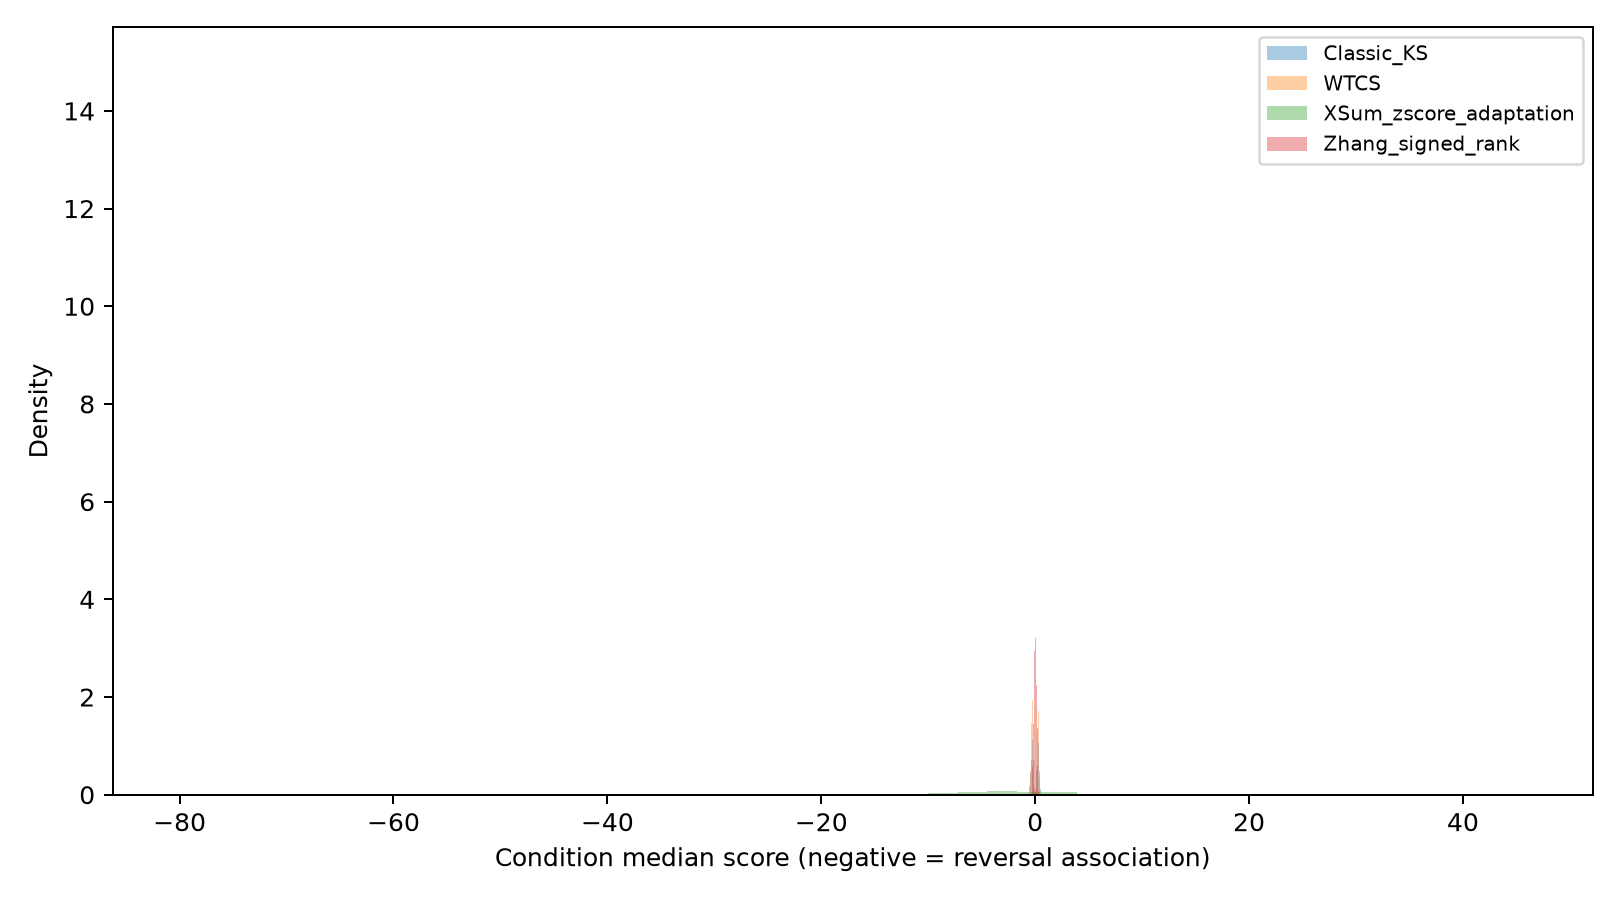 Classic_KS
WTCS
XSum_zscore_adaptation
Zhang_signed_rank
14
12
10
8
6
4
2
0
Density
−80
−60
−40
−20
0
20
40
Condition median score (negative = reversal association)